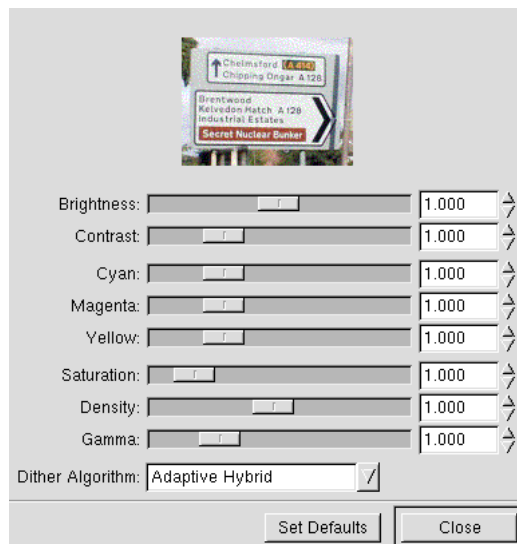 Chelmsford (A 414)
Chipping Ongar A 128
Brentwood
Kelvedon Hatch A 128
Industrial Estates
Secret Nuclear Bunker
Brightness: 1.000
Contrast: 1.000
Cyan: 1.000
Magenta: 1.000
Yellow: 1.000
Saturation: 1.000
Density: 1.000
Gamma: 1.000
Dither Algorithm: Adaptive Hybrid
Set Defaults Close